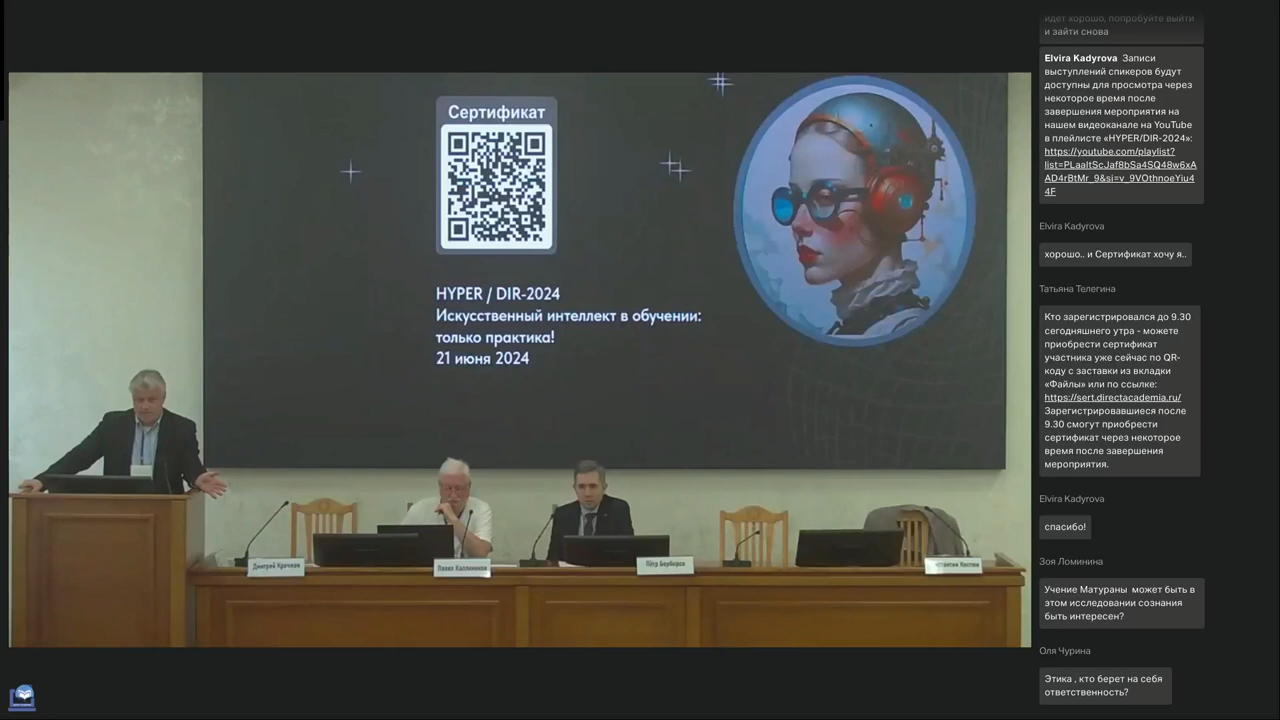 Сертификат
HYPER / DIR-2024
Искусственный интеллект в обучении:
только практика!
21 июня 2024
Дмитрий Крачков
Павел Калинников
Пётр Берберов
Костюк
идет хорошо, попробуйте выйти
и зайти снова
Elvira Kadyrova Записи
выступлений спикеров будут
доступны для просмотра через
некоторое время после
завершения мероприятия на
нашем видеоканале на YouTube
в плейлисте «HYPER/DIR-2024»:
https://youtube.com/playlist?
list=PLaaItScJaf8bSa4SQ48w6xA
AD4rBtMr_9&si=v_9VOthnoeYiu4
4F
Elvira Kadyrova
хорошо.. и Сертификат хочу я..
Татьяна Телегина
Кто зарегистрировался до 9.30
сегодняшнего утра - можете
приобрести сертификат
участника уже сейчас по QR-
коду с заставки из вкладки
«Файлы» или по ссылке:
https://sert.directacademia.ru/
Зарегистрировавшиеся после
9.30 смогут приобрести
сертификат через некоторое
время после завершения
мероприятия.
Elvira Kadyrova
спасибо!
Зоя Ломинина
Учение Матураны может быть в
этом исследовании сознания
быть интересен?
Оля Чурина
Этика , кто берет на себя
ответственность?